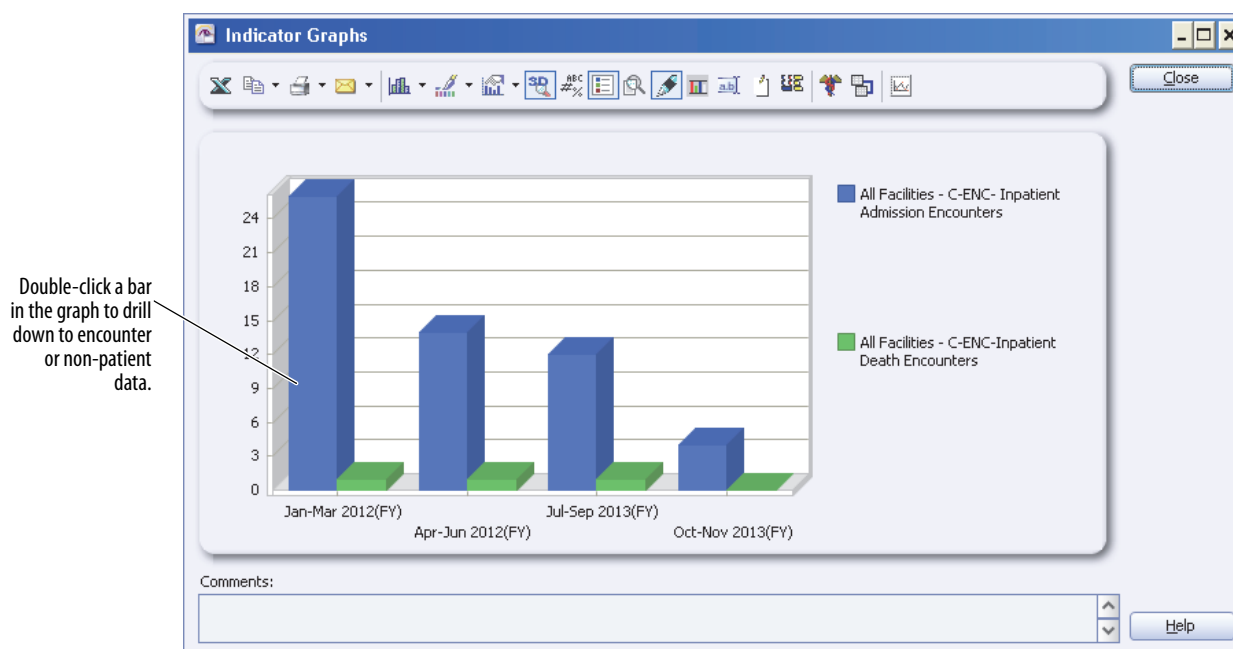 Indicator Graphs
Close
3D
ABC
#%
a.b
24
21
18
15
12
9
6
3
0
Jan-Mar 2012(FY)
Apr-Jun 2012(FY)
Jul-Sep 2013(FY)
Oct-Nov 2013(FY)
All Facilities - C-ENC- Inpatient
Admission Encounters
All Facilities - C-ENC-Inpatient
Death Encounters
Double-click a bar
in the graph to drill
down to encounter
or non-patient
data.
Comments:
Help